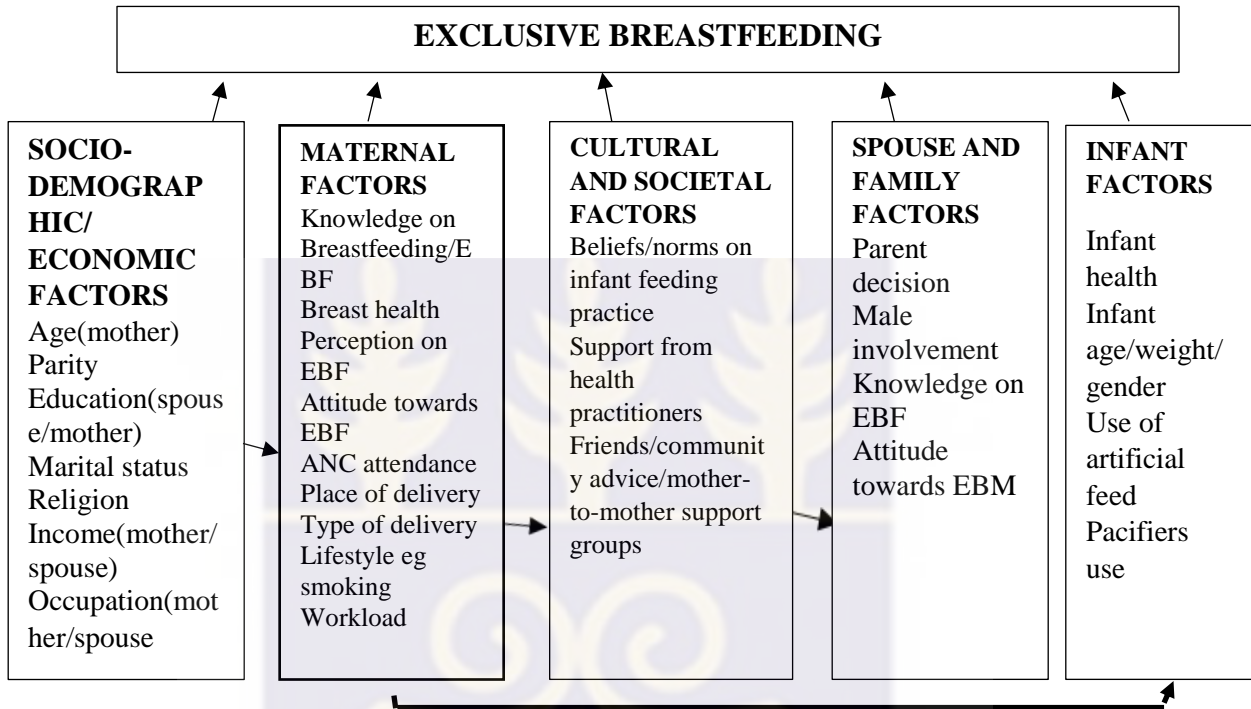 EXCLUSIVE BREASTFEEDING
SOCIO-
DEMOGRAP
HIC/
ECONOMIC
FACTORS
Age(mother)
Parity
Education(spous
e/mother)
Marital status
Religion
Income(mother/
spouse)
Occupation(mot
her/spouse
MATERNAL
FACTORS
Knowledge on
Breastfeeding/E
BF
Breast health
Perception on
EBF
Attitude towards
EBF
ANC attendance
Place of delivery
Type of delivery
Lifestyle eg
smoking
Workload
CULTURAL
AND SOCIETAL
FACTORS
Beliefs/norms on
infant feeding
practice
Support from
health
practitioners
Friends/communit
y advice/mother-
to-mother support
groups
SPOUSE AND
FAMILY
FACTORS
Parent
decision
Male
involvement
Knowledge on
EBF
Attitude
towards EBM
INFANT
FACTORS
Infant
health
Infant
age/weight/
gender
Use of
artificial
feed
Pacifiers
use